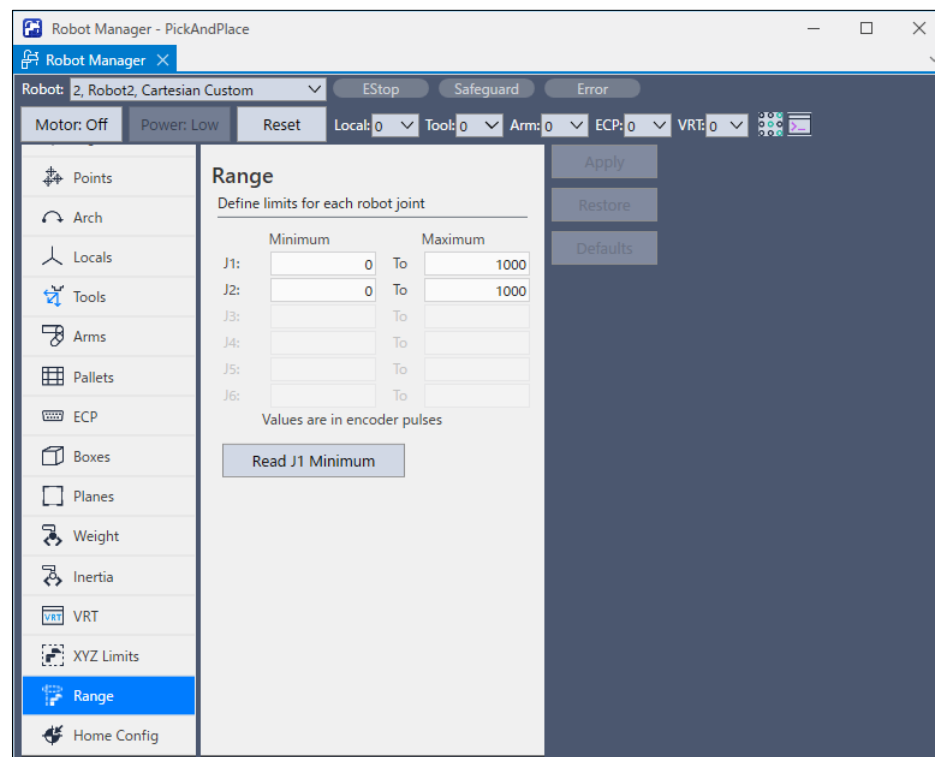 Robot Manager - PickAndPlace
Robot Manager
Robot: 2, Robot2, Cartesian Custom EStop Safeguard Error
Motor: Off Power: Low Reset Local: 0 Tool: 0 Arm: 0 ECP: 0 VRT: 0
Points
Arch
Locals
Tools
Arms
Pallets
ECP
Boxes
Planes
Weight
Inertia
VRT VRT
XYZ Limits
Range
Home Config
Range
Define limits for each robot joint
Minimum Maximum
J1: 0 To 1000
J2: 0 To 1000
J3: To
J4: To
J5: To
J6: To
Values are in encoder pulses
Read J1 Minimum
Apply
Restore
Defaults